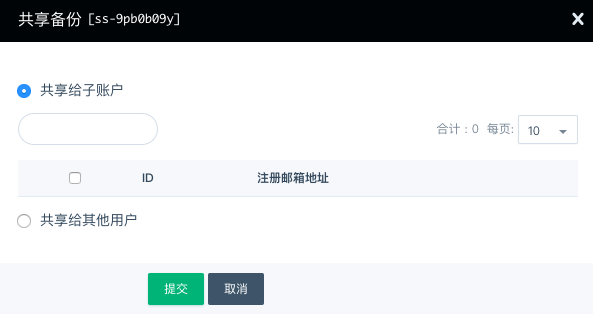 共享备份 [ss-9pb0b09y]
共享给子账户
合计：0 每页: 10
ID 注册邮箱地址
共享给其他用户
提交 取消